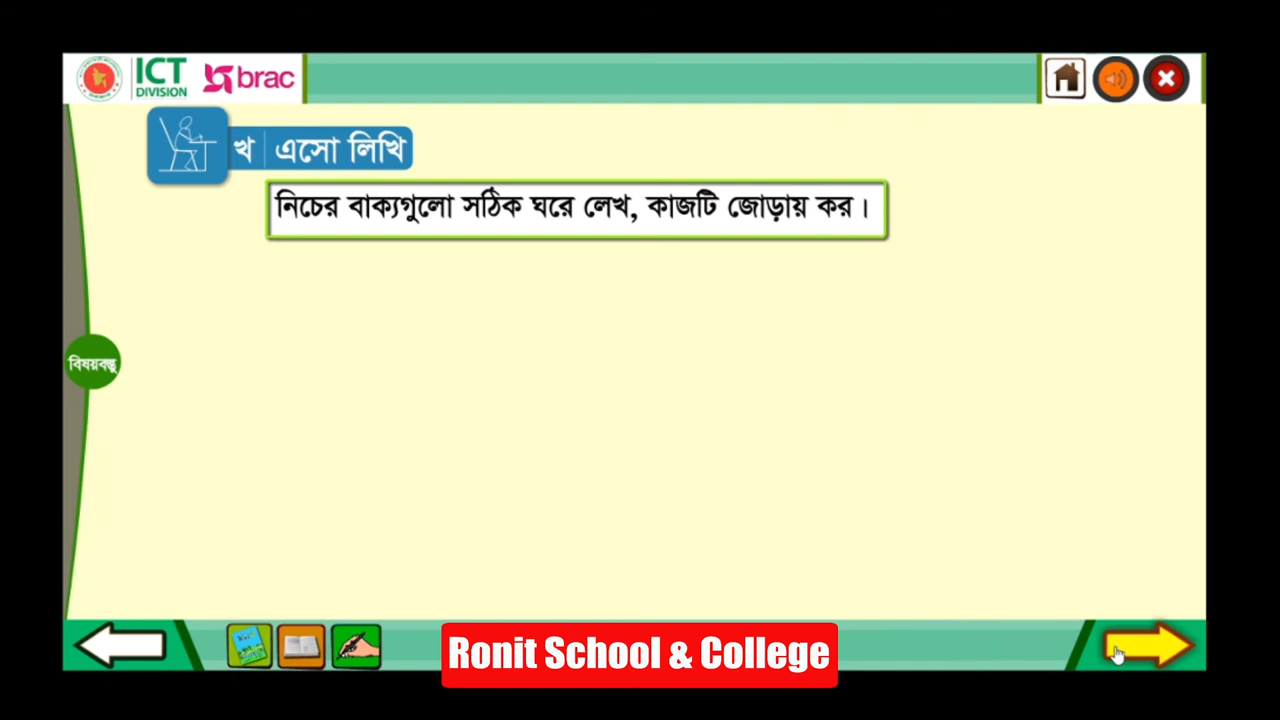 ICT
DIVISION
brac
খ এসো লিখি
নিচের বাক্যগুলো সঠিক ঘরে লেখ, কাজটি জোড়ায় কর।
বিষয়বস্তু
Ronit School & College